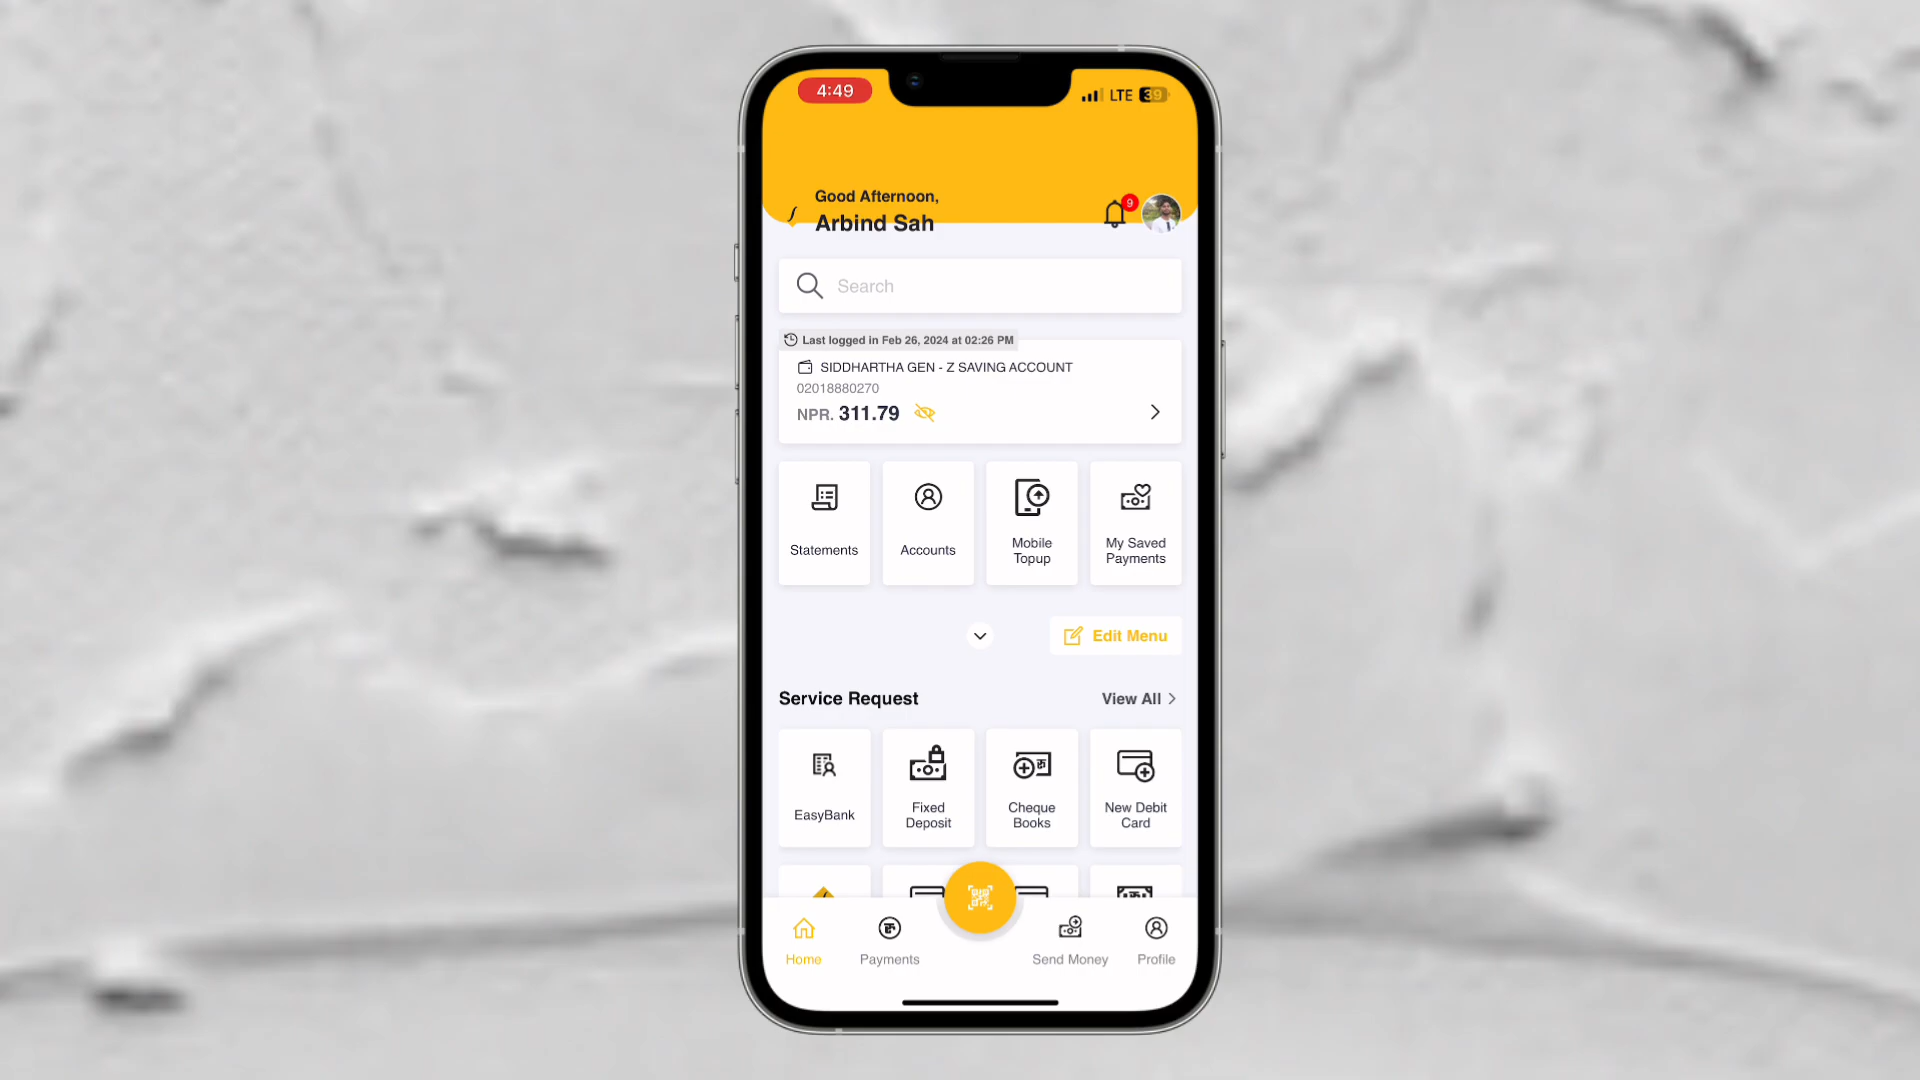 4:49
LTE 39
Good Afternoon,
Arbind Sah
9
Search
Last logged in Feb 26, 2024 at 02:26 PM
SIDDHARTHA GEN - Z SAVING ACCOUNT
02018880270
NPR. 311.79
Statements
Accounts
Mobile
Topup
My Saved
Payments
Edit Menu
Service Request
View All
EasyBank
Fixed
Deposit
Cheque
Books
New Debit
Card
Home
Payments
Send Money
Profile